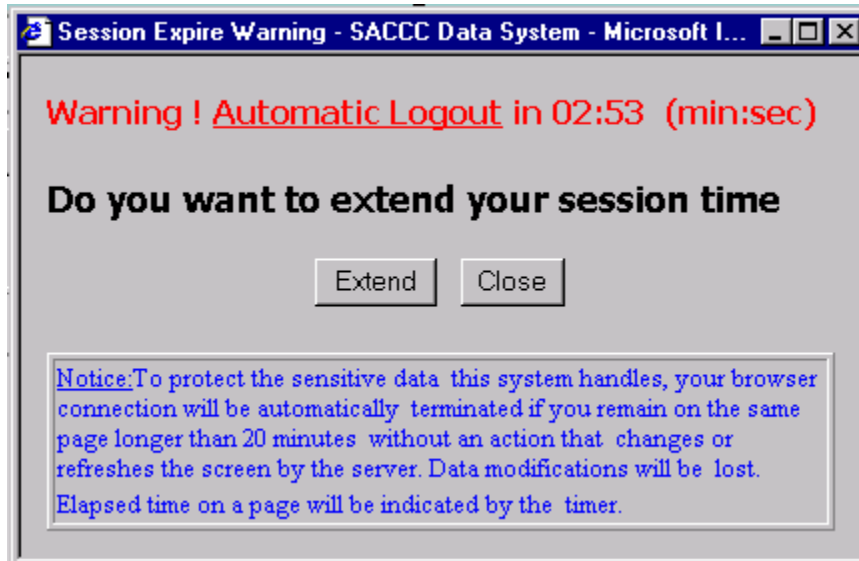 Session Expire Warning - SACCC Data System - Microsoft I...
Warning ! Automatic Logout in 02:53 (min:sec)
Do you want to extend your session time
Extend Close
Notice:To protect the sensitive data this system handles, your browser
connection will be automatically terminated if you remain on the same
page longer than 20 minutes without an action that changes or
refreshes the screen by the server. Data modifications will be lost.
Elapsed time on a page will be indicated by the timer.